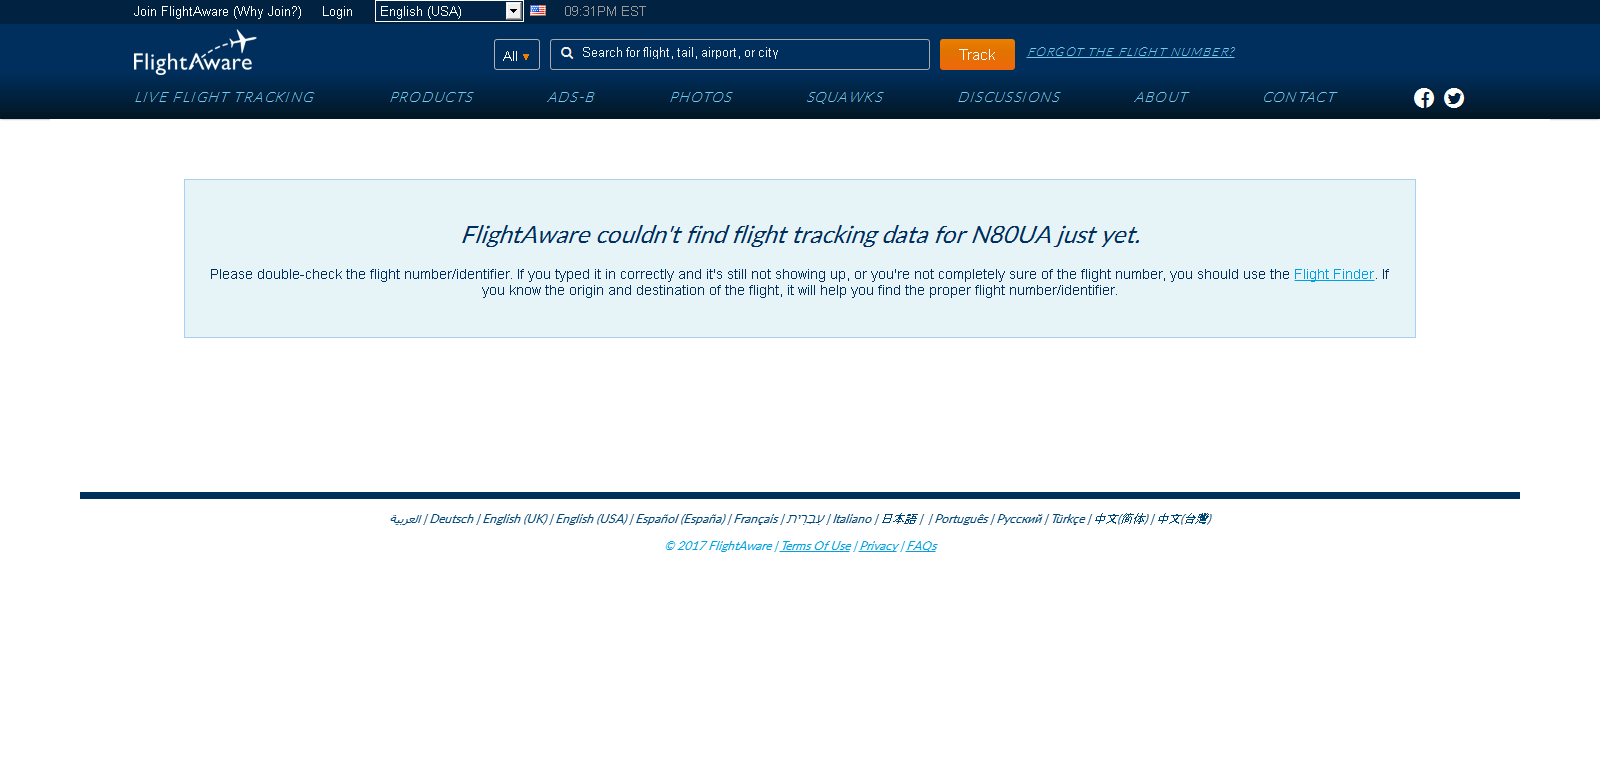 Join FlightAware (Why Join?) Login English (USA) 09:31PM EST
FlightAware
All Search for flight, tail, airport, or city Track FORGOT THE FLIGHT NUMBER?
LIVE FLIGHT TRACKING PRODUCTS ADS-B PHOTOS SQUAWKS DISCUSSIONS ABOUT CONTACT
FlightAware couldn't find flight tracking data for N80UA just yet.
Please double-check the flight number/identifier. If you typed it in correctly and it's still not showing up, or you're not completely sure of the flight number, you should use the Flight Finder. If
you know the origin and destination of the flight, it will help you find the proper flight number/identifier.
العربية | Deutsch | English (UK) | English (USA) | Español (España) | Français | עִבְרִית | Italiano | 日本語 | | Português | Русский | Türkçe | 中文(简体) | 中文(台灣)
© 2017 FlightAware | Terms Of Use | Privacy | FAQs